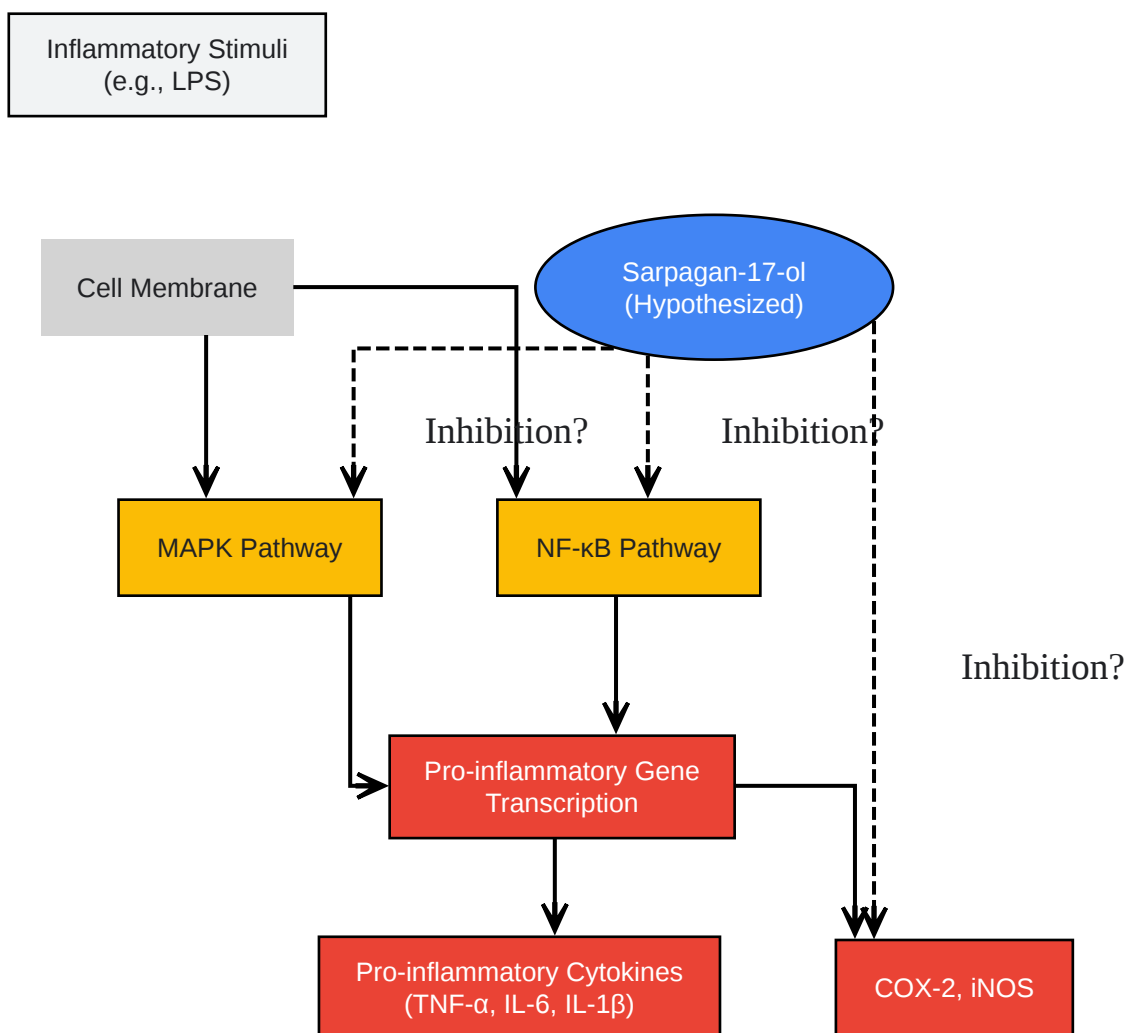 Inflammatory Stimuli
(e.g., LPS)
Cell Membrane
Sarpagan-17-ol
(Hypothesized)
Inhibition?
Inhibition?
MAPK Pathway
NF-κB Pathway
Inhibition?
Pro-inflammatory Gene
Transcription
Pro-inflammatory Cytokines
(TNF-α, IL-6, IL-1β)
COX-2, iNOS